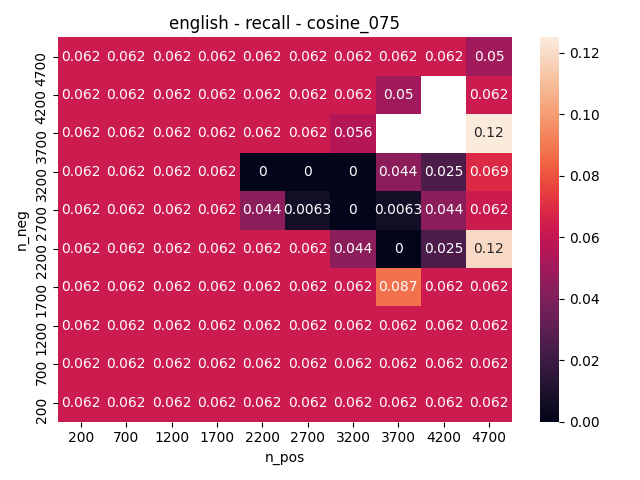 english - recall - cosine_075
4700 0.062 0.062 0.062 0.062 0.062 0.062 0.062 0.062 0.062 0.05
4200 0.062 0.062 0.062 0.062 0.062 0.062 0.062 0.05 0.062
3700 0.062 0.062 0.062 0.062 0.062 0.062 0.056 0.12
3200 0.062 0.062 0.062 0.062 0 0 0 0.044 0.025 0.069
2700 0.062 0.062 0.062 0.062 0.044 0.0063 0 0.0063 0.044 0.062
2200 0.062 0.062 0.062 0.062 0.062 0.062 0.044 0 0.025 0.12
1700 0.062 0.062 0.062 0.062 0.062 0.062 0.062 0.087 0.062 0.062
1200 0.062 0.062 0.062 0.062 0.062 0.062 0.062 0.062 0.062 0.062
700 0.062 0.062 0.062 0.062 0.062 0.062 0.062 0.062 0.062 0.062
200 0.062 0.062 0.062 0.062 0.062 0.062 0.062 0.062 0.062 0.062
n_neg
200 700 1200 1700 2200 2700 3200 3700 4200 4700
n_pos
0.12
0.10
0.08
0.06
0.04
0.02
0.00